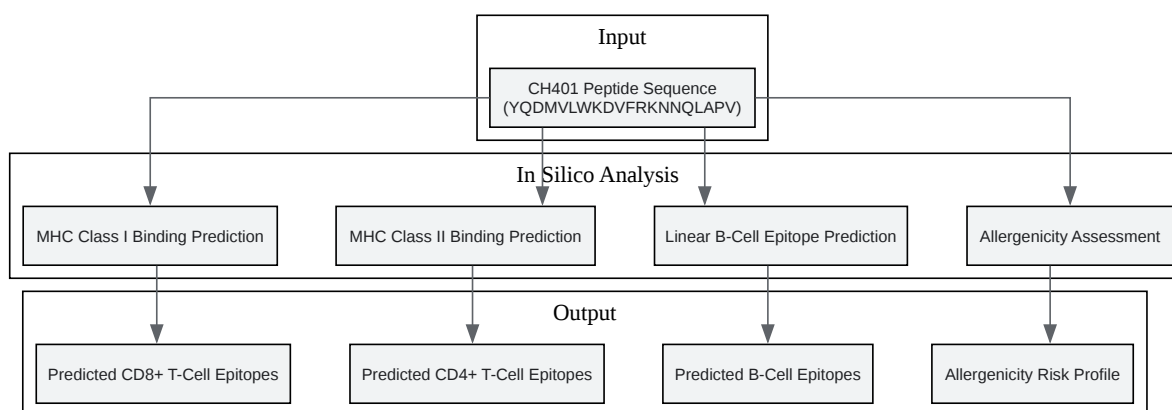 Input
CH401 Peptide Sequence
(YQDMVLWKDVFRKNNQLAPV)
In Silico Analysis
MHC Class I Binding Prediction
MHC Class II Binding Prediction
Linear B-Cell Epitope Prediction
Allergenicity Assessment
Output
Predicted CD8+ T-Cell Epitopes
Predicted CD4+ T-Cell Epitopes
Predicted B-Cell Epitopes
Allergenicity Risk Profile